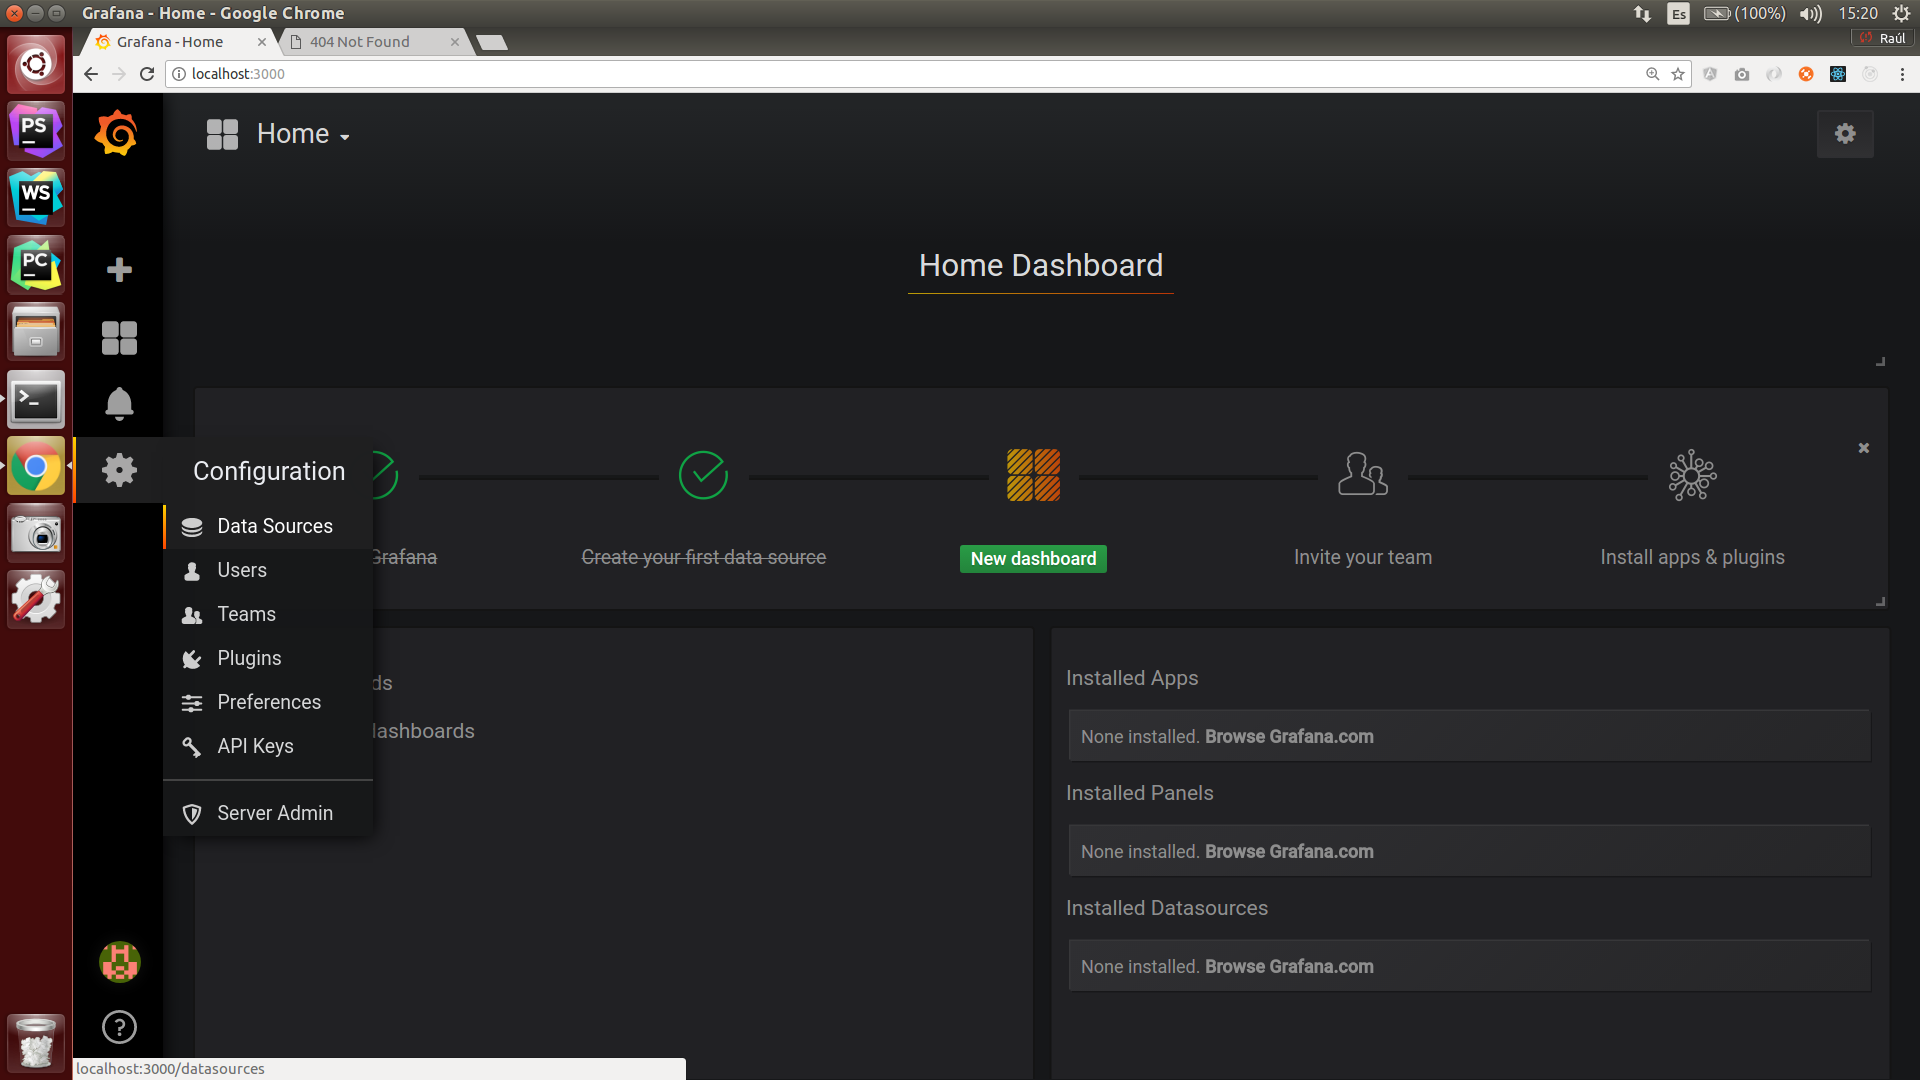 Grafana - Home - Google Chrome
Es
(100%)
15:20
Grafana - Home
404 Not Found
Raúl
localhost:3000
PS
WS
PC
Home
Home Dashboard
Configuration
Data Sources
Users
Teams
Plugins
Preferences
API Keys
Server Admin
Grafana
Create your first data source
New dashboard
Invite your team
Install apps & plugins
ds
dashboards
Installed Apps
None installed. Browse Grafana.com
Installed Panels
None installed. Browse Grafana.com
Installed Datasources
None installed. Browse Grafana.com
?
localhost:3000/datasources